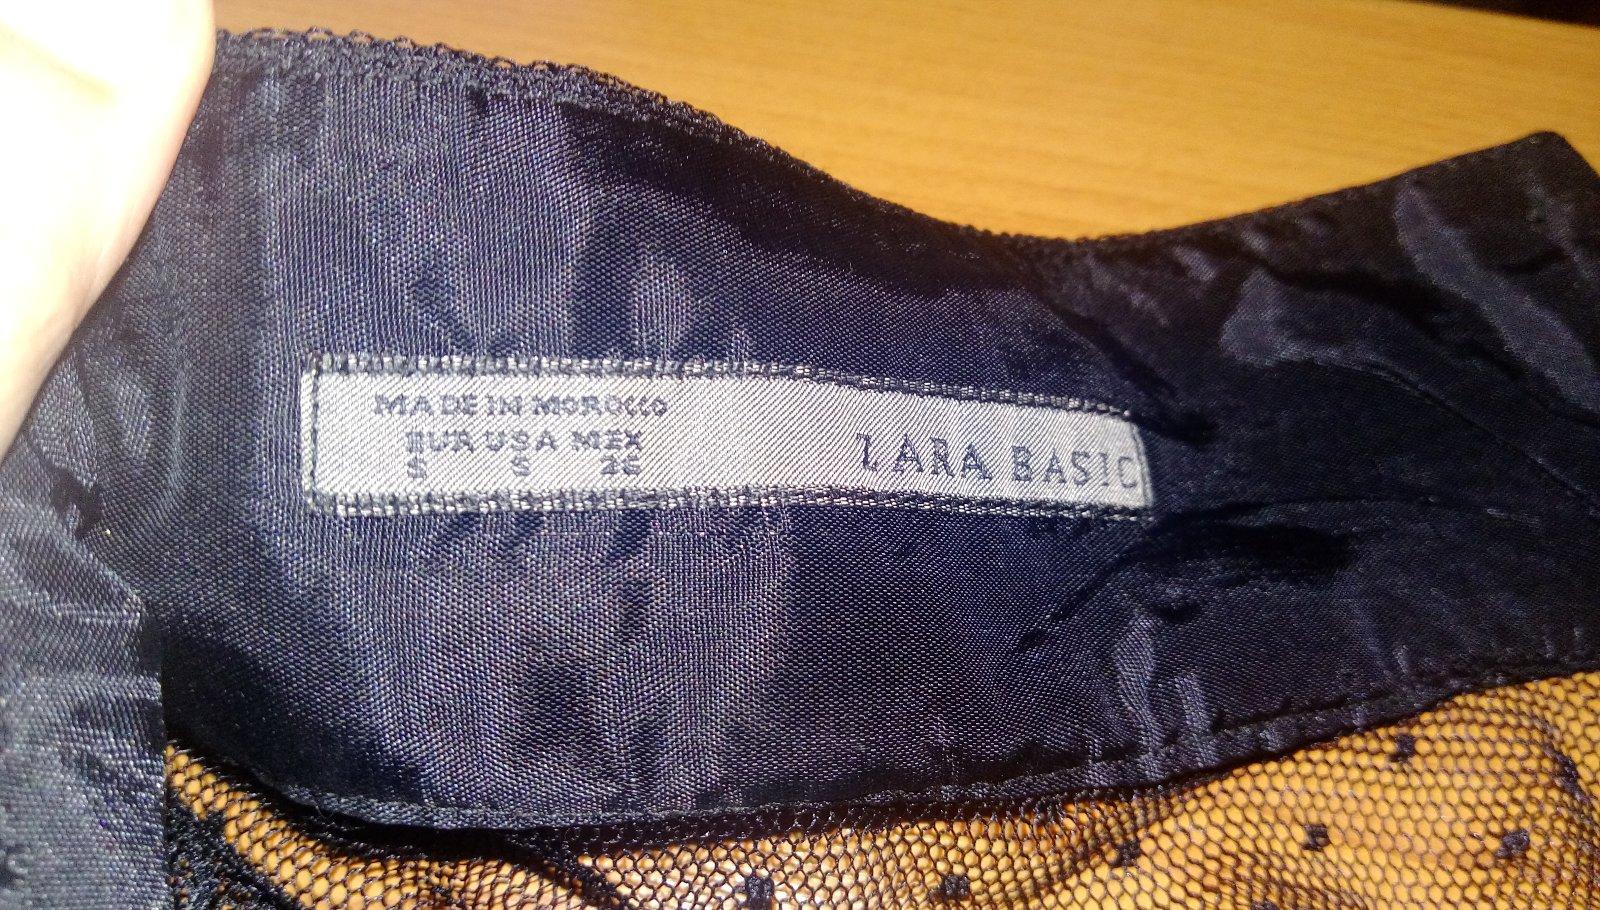 MADE IN MOROCCO
EUR USA MEX
S S 26
ZARA BASIC